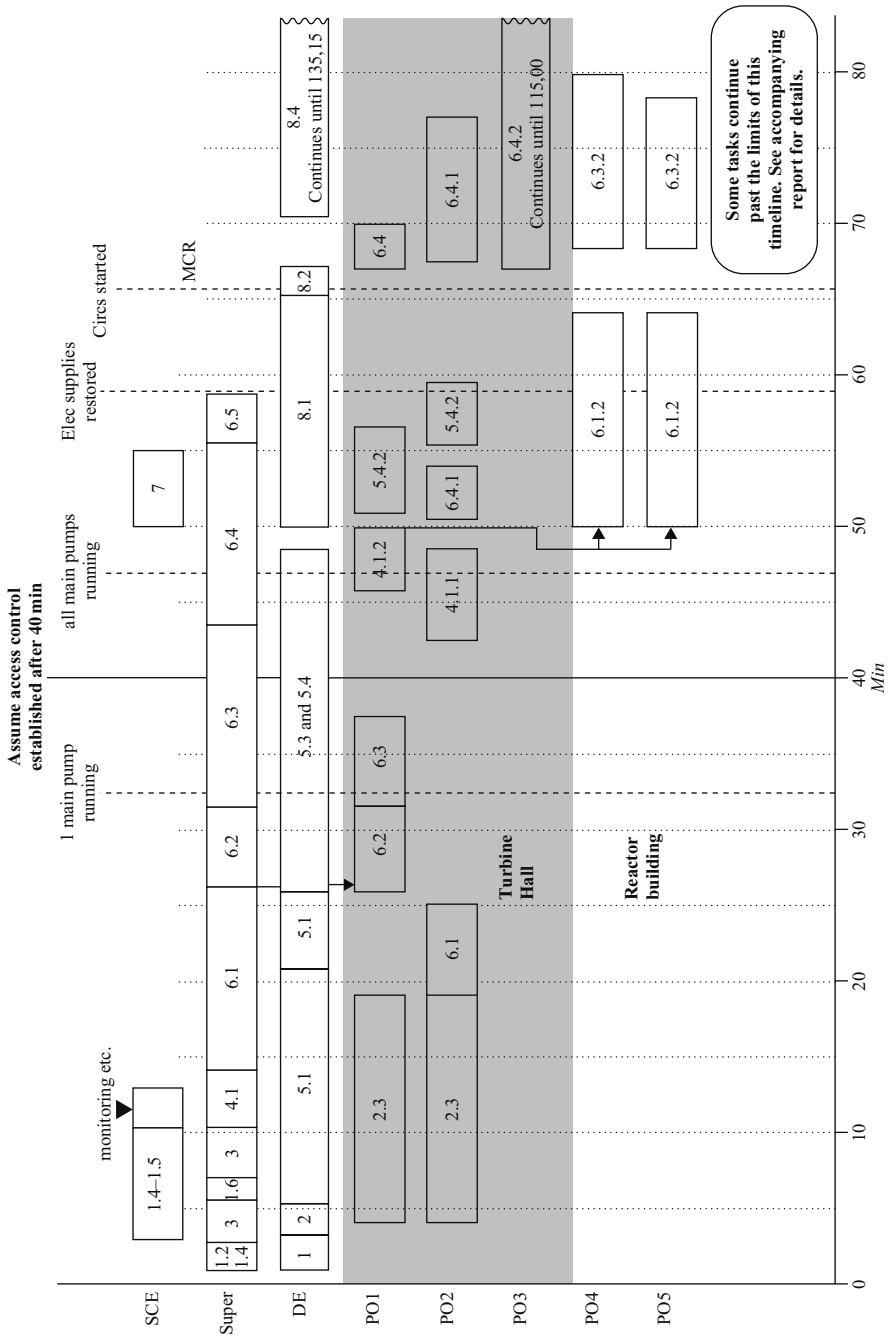 Assume access control
established after 40 min
monitoring etc.
1 main pump
running
all main pumps
running
Elec supplies
restored
Circs started
MCR
SCE
1.4–1.5
7
Super
1.2
1.4
3
1.6
3
4.1
6.1
6.2
6.3
6.4
6.5
DE
1
2
5.1
5.1
5.3 and 5.4
8.1
8.2
8.4
Continues until 135,15
PO1
2.3
6.2
6.3
4.1.2
5.4.2
6.4
PO2
2.3
6.1
4.1.1
6.4.1
5.4.2
6.4.1
PO3
Turbine
Hall
6.4.2
Continues until 115,00
PO4
6.1.2
6.3.2
Reactor
building
PO5
6.1.2
6.3.2
Some tasks continue
past the limits of this
timeline. See accompanying
report for details.
0
10
20
30
40
50
60
70
80
Min